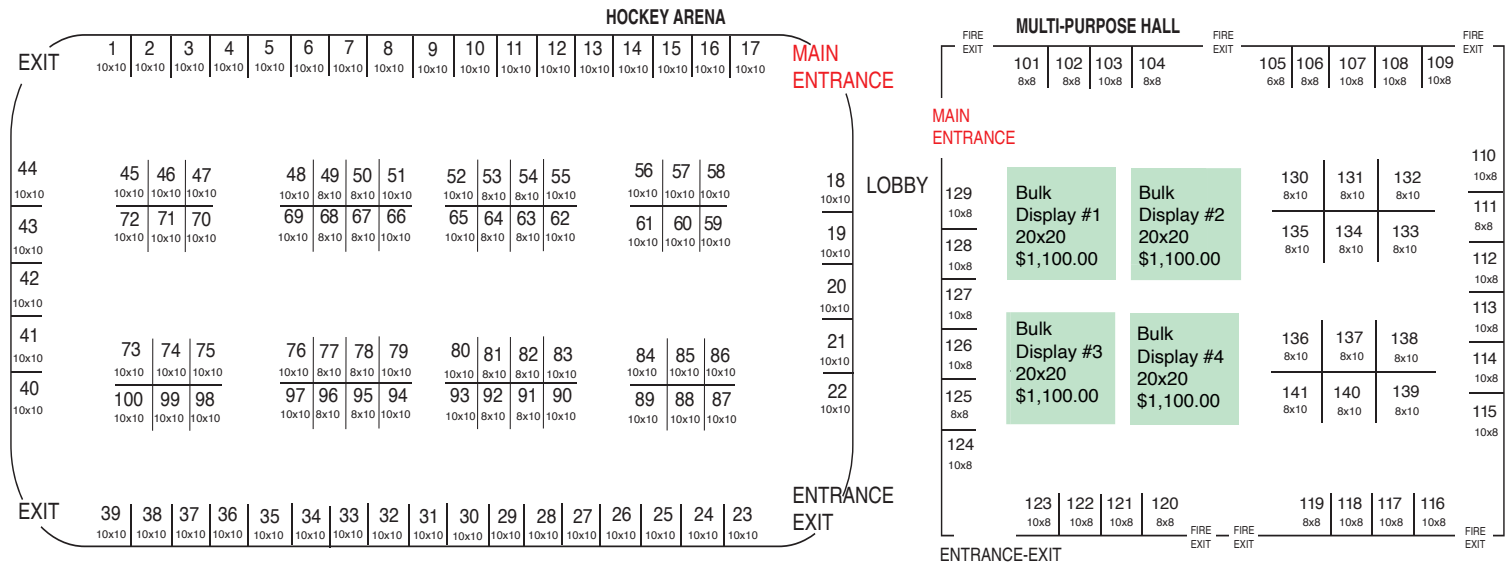 HOCKEY ARENA
EXIT
1 2 3 4 5 6 7 8 9 10 11 12 13 14 15 16 17
10x10 10x10 10x10 10x10 10x10 10x10 10x10 10x10 10x10 10x10 10x10 10x10 10x10 10x10 10x10 10x10 10x10
MAIN
ENTRANCE
44
10x10
43
10x10
42
10x10
41
10x10
40
10x10
45 46 47
10x10 10x10 10x10
72 71 70
10x10 10x10 10x10
48 49 50 51
10x10 8x10 8x10 10x10
69 68 67 66
10x10 8x10 8x10 10x10
52 53 54 55
10x10 8x10 8x10 10x10
65 64 63 62
10x10 8x10 8x10 10x10
56 57 58
10x10 10x10 10x10
61 60 59
10x10 10x10 10x10
73 74 75
10x10 10x10 10x10
100 99 98
10x10 10x10 10x10
76 77 78 79
10x10 8x10 8x10 10x10
97 96 95 94
10x10 8x10 8x10 10x10
80 81 82 83
10x10 8x10 8x10 10x10
93 92 91 90
10x10 8x10 8x10 10x10
84 85 86
10x10 10x10 10x10
89 88 87
10x10 10x10 10x10
18
10x10
19
10x10
20
10x10
21
10x10
22
10x10
LOBBY
EXIT
39 38 37 36 35 34 33 32 31 30 29 28 27 26 25 24 23
10x10 10x10 10x10 10x10 10x10 10x10 10x10 10x10 10x10 10x10 10x10 10x10 10x10 10x10 10x10 10x10 10x10
ENTRANCE
EXIT
MULTI-PURPOSE HALL
FIRE
EXIT
FIRE
EXIT
FIRE
EXIT
101 102 103 104
8x8 8x8 10x8 8x8
105 106 107 108 109
6x8 8x8 10x8 10x8 10x8
MAIN
ENTRANCE
129
10x8
128
10x8
127
10x8
126
10x8
125
8x8
124
10x8
Bulk
Display #1
20x20
$1,100.00
Bulk
Display #2
20x20
$1,100.00
Bulk
Display #3
20x20
$1,100.00
Bulk
Display #4
20x20
$1,100.00
130 131 132
8x10 8x10 8x10
135 134 133
8x10 8x10 8x10
136 137 138
8x10 8x10 8x10
141 140 139
8x10 8x10 8x10
110
10x8
111
8x8
112
10x8
113
10x8
114
10x8
115
10x8
123 122 121 120
10x8 10x8 10x8 8x8
119 118 117 116
8x8 10x8 10x8 10x8
FIRE
EXIT
FIRE
EXIT
FIRE
EXIT
ENTRANCE-EXIT